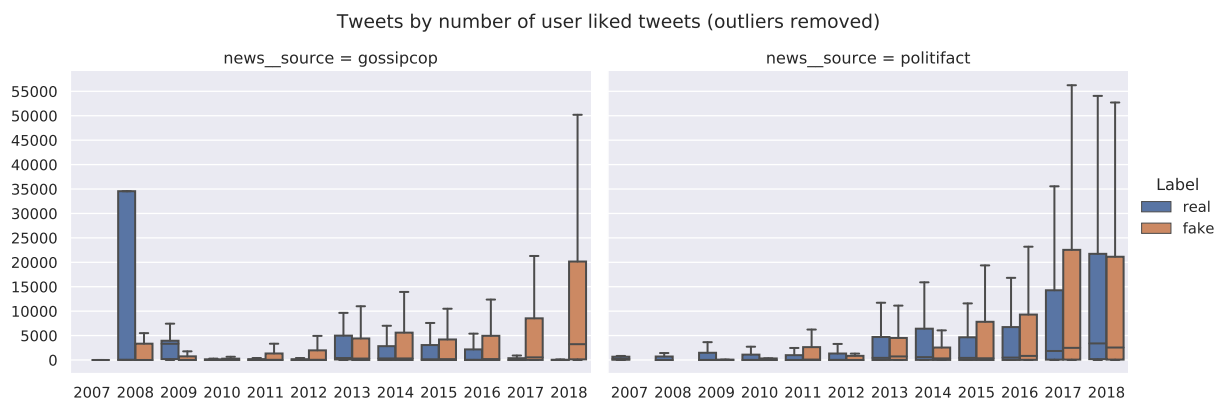 Tweets by number of user liked tweets (outliers removed)
news__source = gossipcop
news__source = politifact
55000
50000
45000
40000
35000
30000
25000
20000
15000
10000
5000
0
Label
real
fake
2007 2008 2009 2010 2011 2012 2013 2014 2015 2016 2017 2018
2007 2008 2009 2010 2011 2012 2013 2014 2015 2016 2017 2018